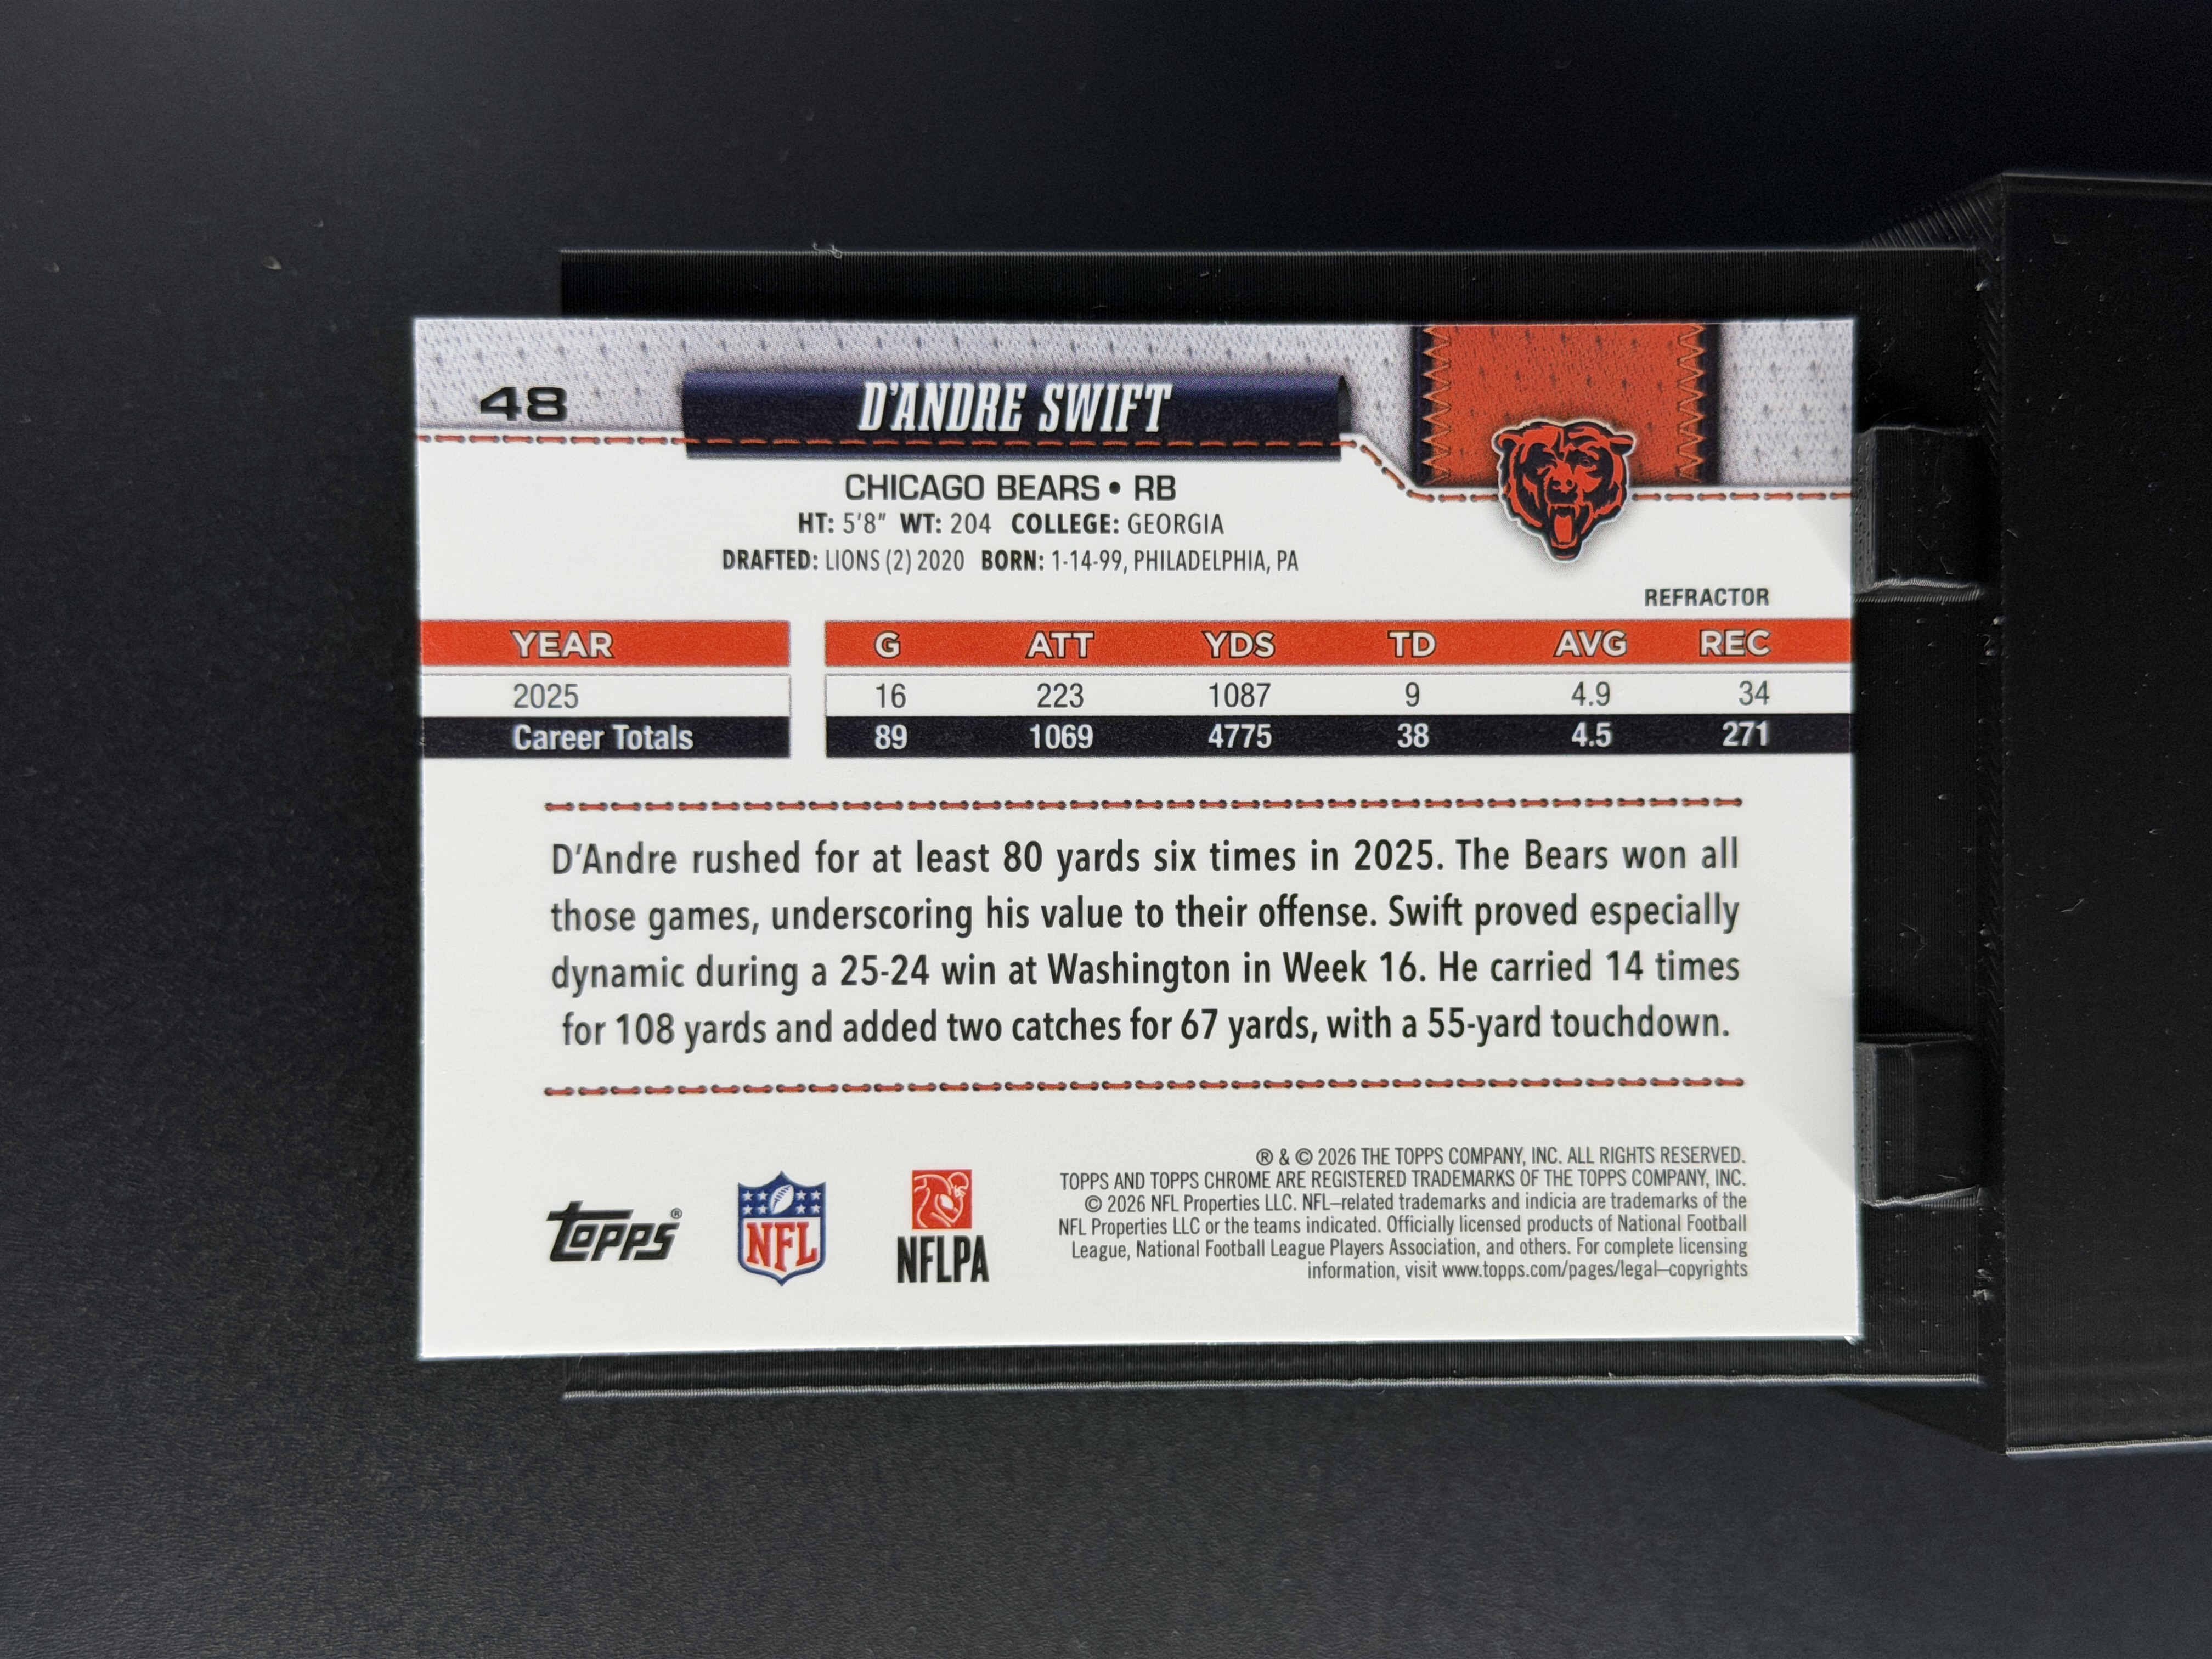 48
D'ANDRE SWIFT
CHICAGO BEARS • RB
HT: 5'8" WT: 204 COLLEGE: GEORGIA
DRAFTED: LIONS (2) 2020 BORN: 1-14-99, PHILADELPHIA, PA
REFRACTOR
YEAR G ATT YDS TD AVG REC
2025 16 223 1087 9 4.9 34
Career Totals 89 1069 4775 38 4.5 271
D'Andre rushed for at least 80 yards six times in 2025. The Bears won all
those games, underscoring his value to their offense. Swift proved especially
dynamic during a 25-24 win at Washington in Week 16. He carried 14 times
for 108 yards and added two catches for 67 yards, with a 55-yard touchdown.
topps®
NFL
NFLPA
® & © 2026 THE TOPPS COMPANY, INC. ALL RIGHTS RESERVED.
TOPPS AND TOPPS CHROME ARE REGISTERED TRADEMARKS OF THE TOPPS COMPANY, INC.
© 2026 NFL Properties LLC. NFL-related trademarks and indicia are trademarks of the
NFL Properties LLC or the teams indicated. Officially licensed products of National Football
League, National Football League Players Association, and others. For complete licensing
information, visit www.topps.com/pages/legal-copyrights